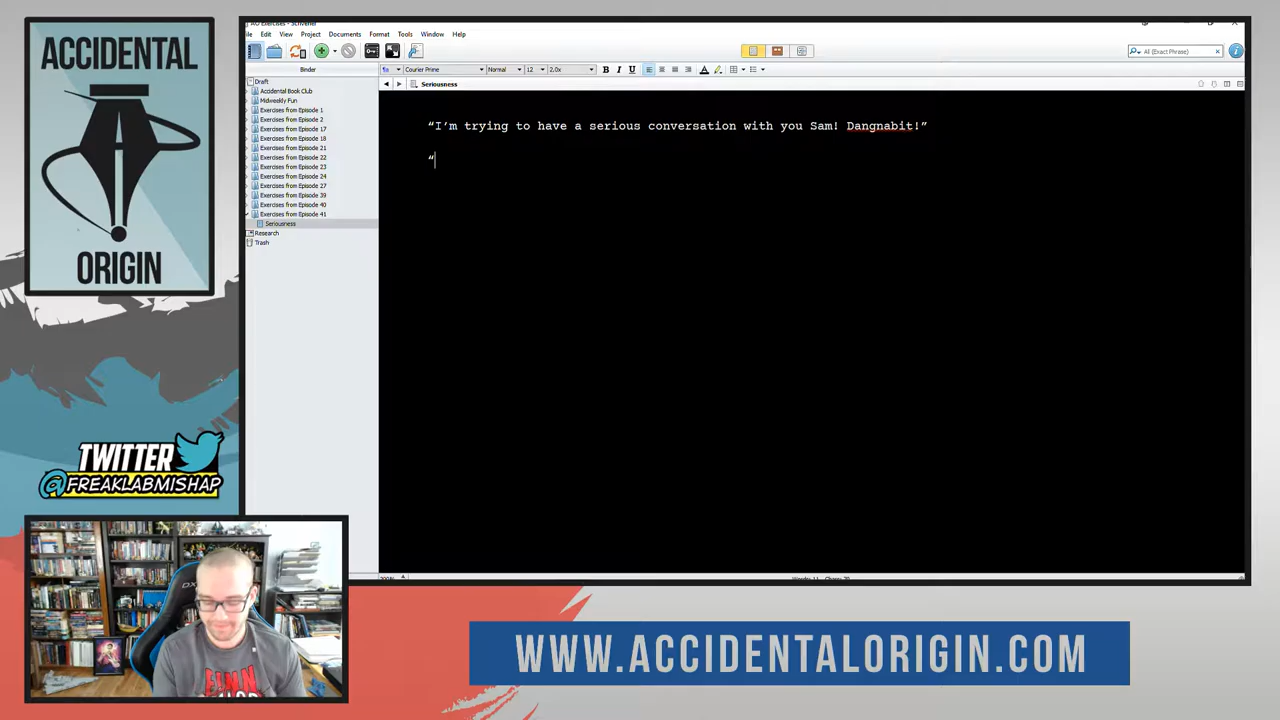 ACCIDENTAL
ORIGIN
TWITTER
@FREAKLABMISHAP
Edit View Project Documents Format Tools Window Help
All (Exact Phrase)
Binder
Courier Prime Normal 12 2.0x
Seriousness
Draft
Accidental Book Club
Midweekly Fun
Exercises from Episode 1
Exercises from Episode 2
Exercises from Episode 17
Exercises from Episode 18
Exercises from Episode 21
Exercises from Episode 22
Exercises from Episode 23
Exercises from Episode 24
Exercises from Episode 27
Exercises from Episode 39
Exercises from Episode 40
Exercises from Episode 41
Seriousness
Research
Trash
“I’m trying to have a serious conversation with you Sam! Dangnabit!”
“
WWW.ACCIDENTALORIGIN.COM